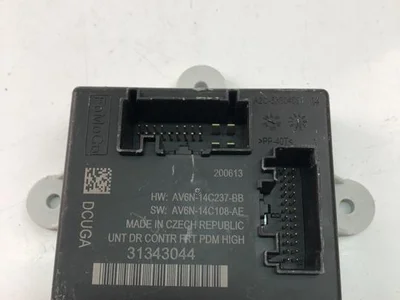 200613
HW: AV6N-14C237-BB
SW: AV6N-14C108-AE
MADE IN CZECH REPUBLIC
UNT DR CONTR FRT PDM HIGH
31343044
DCUGA